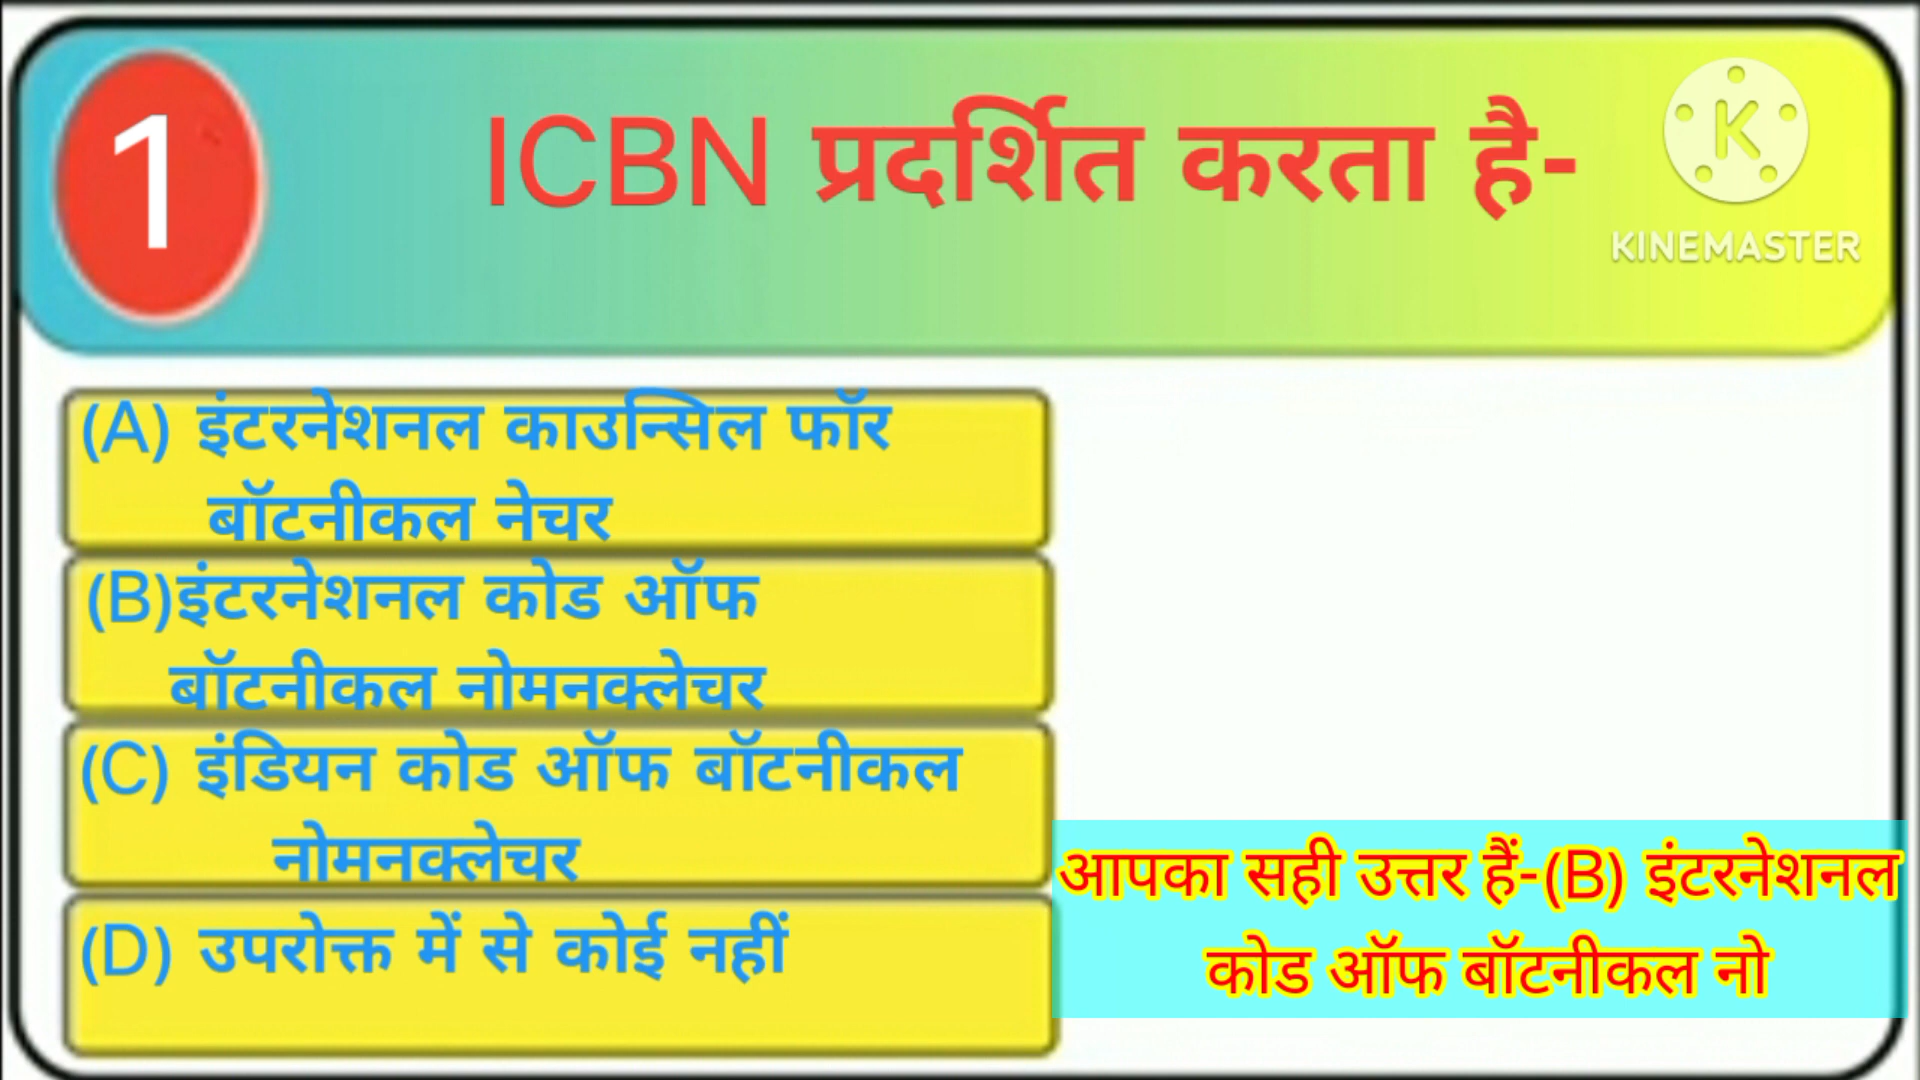 1
ICBN प्रदर्शित करता है-
KINEMASTER
(A) इंटरनेशनल काउन्सिल फॉर
बॉटनीकल नेचर
(B)इंटरनेशनल कोड ऑफ
बॉटनीकल नोमनक्लेचर
(C) इंडियन कोड ऑफ बॉटनीकल
नोमनक्लेचर
(D) उपरोक्त में से कोई नहीं
आपका सही उत्तर हैं-(B) इंटरनेशनल
कोड ऑफ बॉटनीकल नो